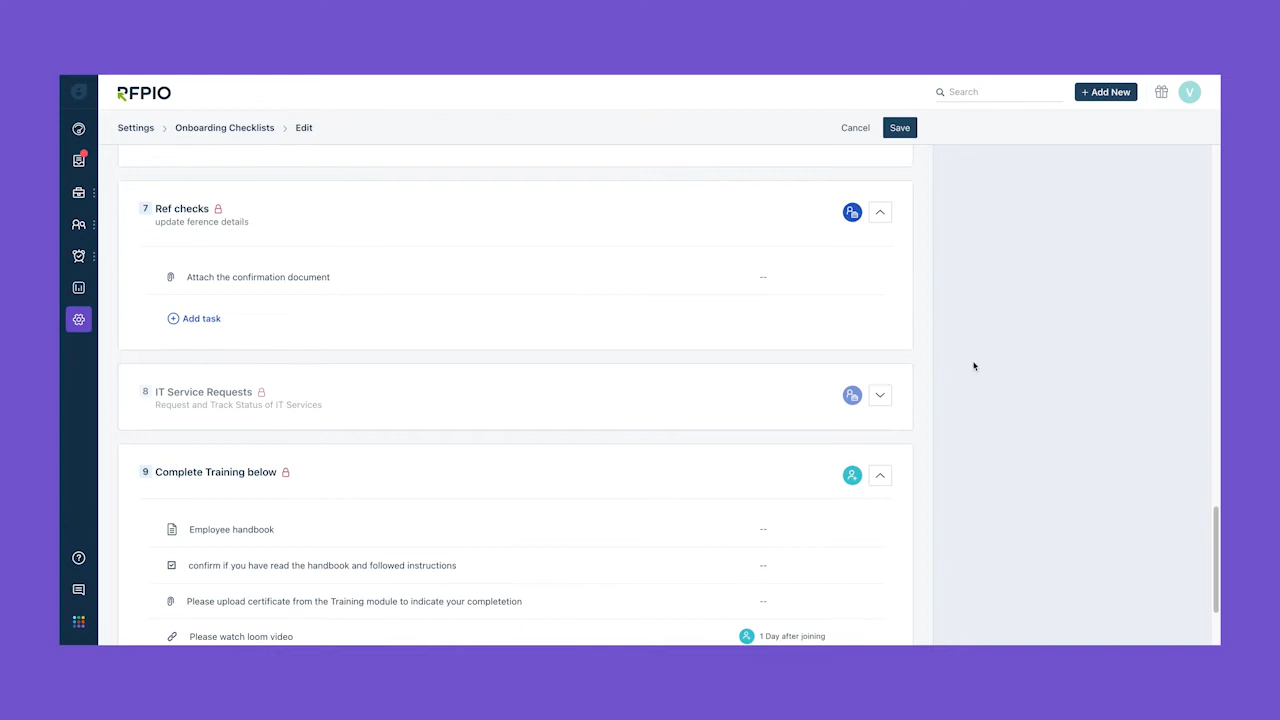 RFPIO
Search
+ Add New
V
Settings > Onboarding Checklists > Edit
Cancel
Save
7 Ref checks
update ference details
Attach the confirmation document --
Add task
8 IT Service Requests
Request and Track Status of IT Services
9 Complete Training below
Employee handbook --
confirm if you have read the handbook and followed instructions --
Please upload certificate from the Training module to indicate your completetion --
Please watch loom video 1 Day after joining